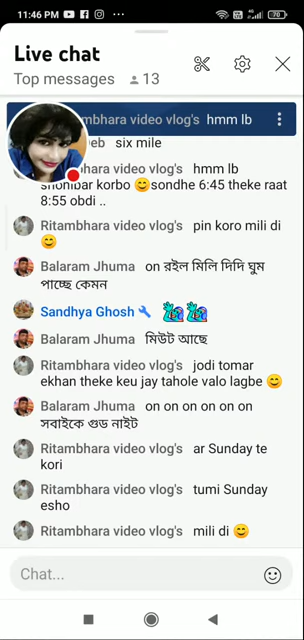 11:46 PM
70
Live chat
Top messages 13
tambhara video vlog's hmm lb
eb six mile
hara video vlog's hmm lb
shonibar korbo 😊sondhe 6:45 theke raat
8:55 obdi ..
Ritambhara video vlog's pin koro mili di
😊
Balaram Jhuma on রইল মিলি দিদি ঘুম
পাচ্ছে কেমন
Sandhya Ghosh
Balaram Jhuma মিউট আছে
Ritambhara video vlog's jodi tomar
ekhan theke keu jay tahole valo lagbe 😊
Balaram Jhuma on on on on on on
সবাইকে গুড নাইট
Ritambhara video vlog's ar Sunday te
kori
Ritambhara video vlog's tumi Sunday
esho
Ritambhara video vlog's mili di 😊
Chat...